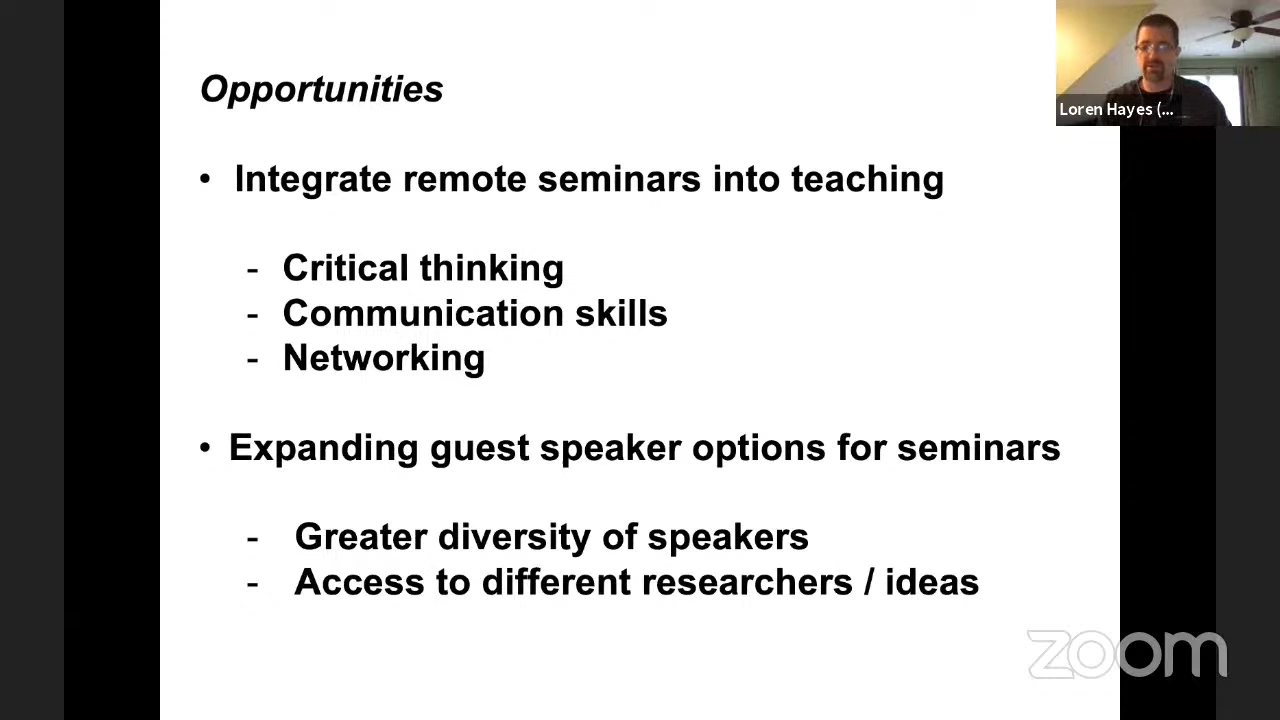 Opportunities
Loren Hayes (...
• Integrate remote seminars into teaching
- Critical thinking
- Communication skills
- Networking
• Expanding guest speaker options for seminars
- Greater diversity of speakers
- Access to different researchers / ideas
zoom